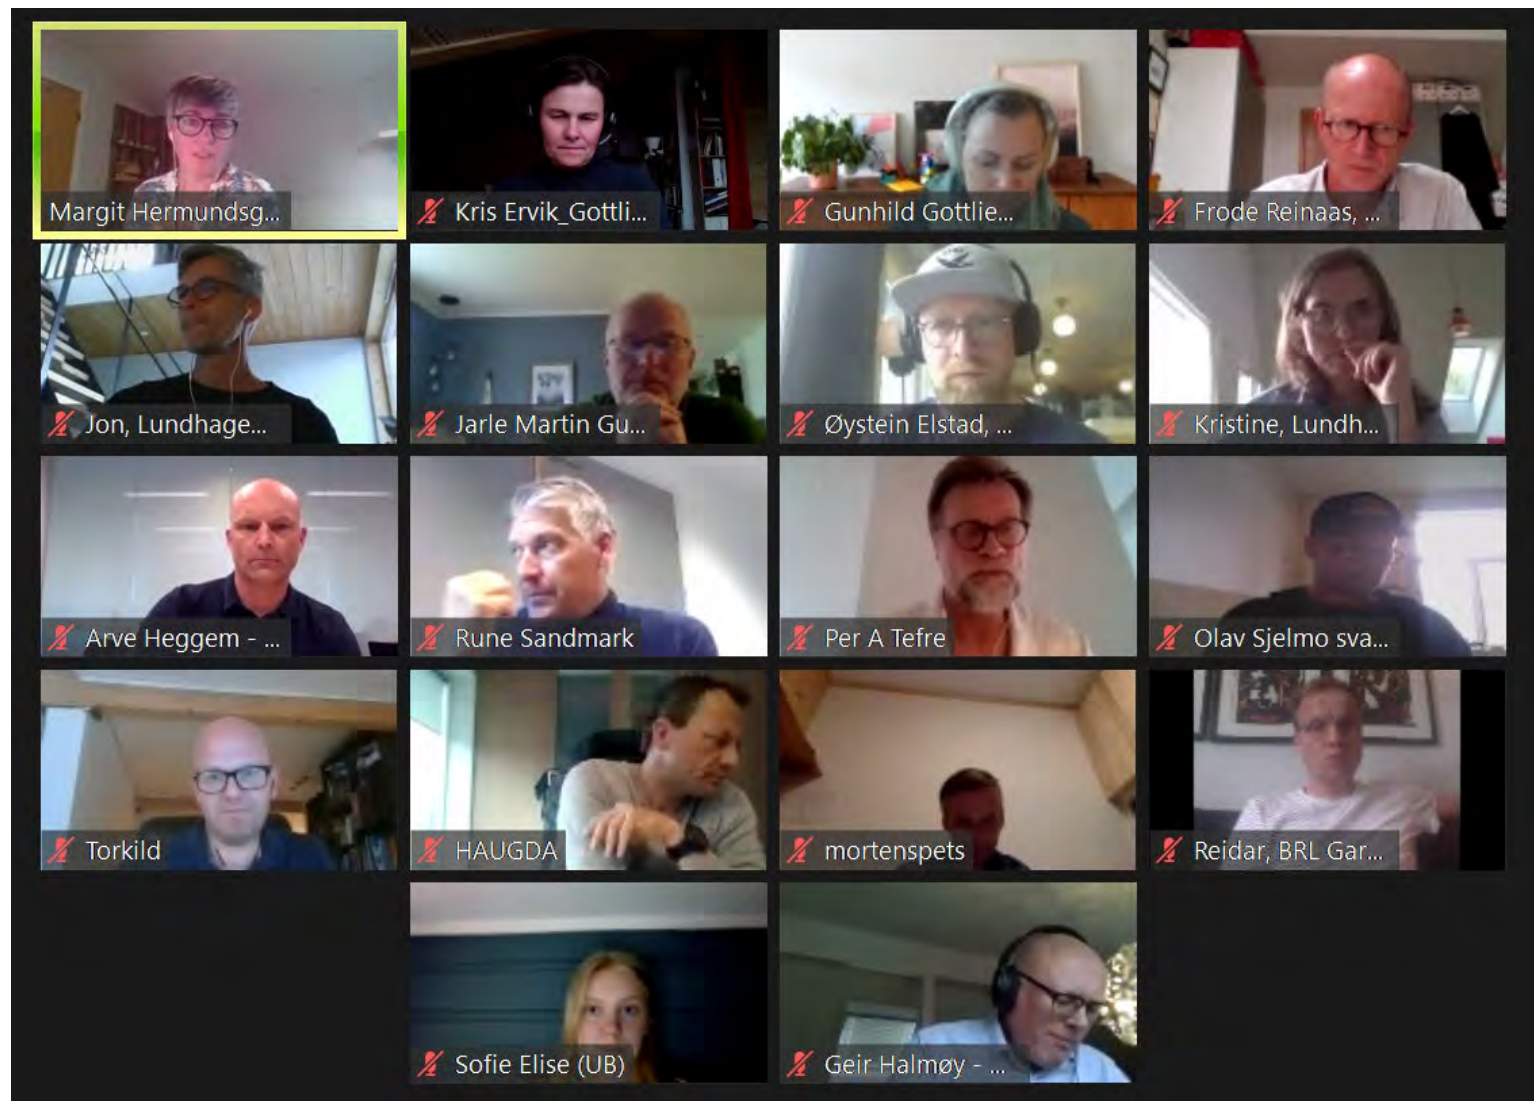 Margit Hermundsg...
Kris Ervik_Gottli...
Gunhild Gottlie...
Frode Reinaas, ...
Jon, Lundhage...
Jarle Martin Gu...
Øystein Elstad, ...
Kristine, Lundh...
Arve Heggem - ...
Rune Sandmark
Per A Tefre
Olav Sjelmo sva...
Torkild
HAUGDA
mortenspets
Reidar, BRL Gar...
Sofie Elise (UB)
Geir Halmøy - ...